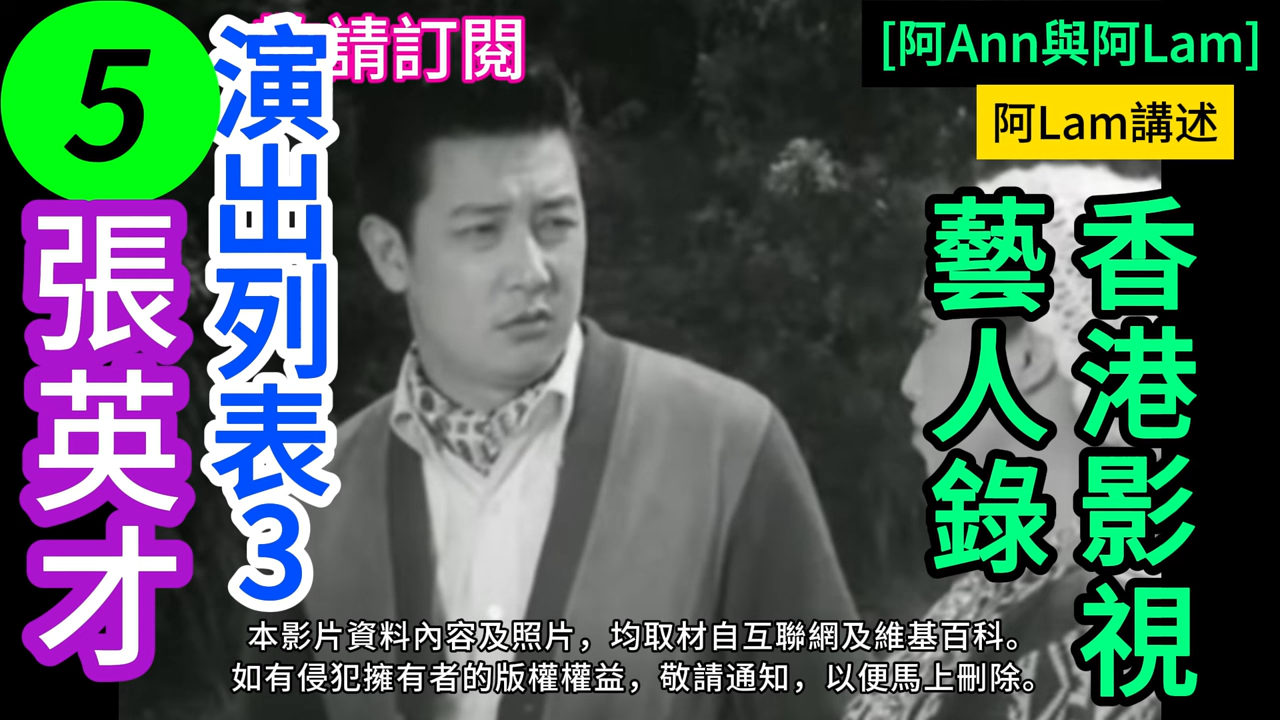 5
張英才
演出列表3
請訂閱
[阿Ann與阿Lam]
阿Lam講述
香港影視
藝人錄
本影片資料內容及照片，均取材自互聯網及維基百科。
如有侵犯擁有者的版權權益，敬請通知，以便馬上刪除。